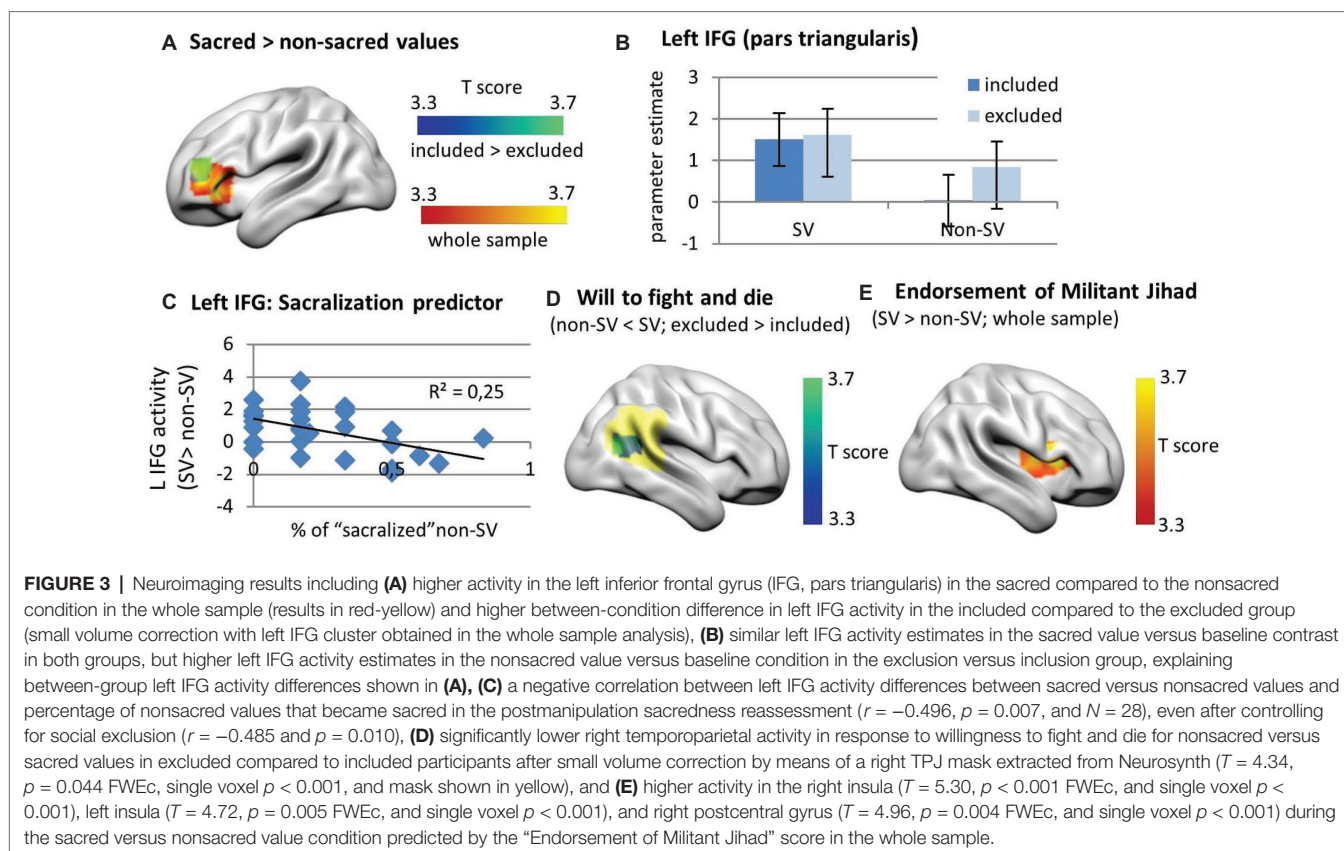 A Sacred > non-sacred values
T score
3.3 3.7
included > excluded
3.3 3.7
whole sample
B Left IFG (pars triangularis)
parameter estimate
3
2
1
0
-1
included
excluded
SV Non-SV
C Left IFG: Sacralization predictor
L IFG activity
(SV> non-SV)
6
4
2
0
-2
-4
R² = 0,25
0 0,5 1
% of "sacralized"non-SV
D Will to fight and die
(non-SV < SV; excluded > included)
3.7
T score
3.3
E Endorsement of Militant Jihad
(SV > non-SV; whole sample)
3.7
T score
3.3
FIGURE 3 | Neuroimaging results including (A) higher activity in the left inferior frontal gyrus (IFG, pars triangularis) in the sacred compared to the nonsacred
condition in the whole sample (results in red-yellow) and higher between-condition difference in left IFG activity in the included compared to the excluded group
(small volume correction with left IFG cluster obtained in the whole sample analysis), (B) similar left IFG activity estimates in the sacred value versus baseline contrast
in both groups, but higher left IFG activity estimates in the nonsacred value versus baseline condition in the exclusion versus inclusion group, explaining
between-group left IFG activity differences shown in (A), (C) a negative correlation between left IFG activity differences between sacred versus nonsacred values and
percentage of nonsacred values that became sacred in the postmanipulation sacredness reassessment (r = −0.496, p = 0.007, and N = 28), even after controlling
for social exclusion (r = −0.485 and p = 0.010), (D) significantly lower right temporoparietal activity in response to willingness to fight and die for nonsacred versus
sacred values in excluded compared to included participants after small volume correction by means of a right TPJ mask extracted from Neurosynth (T = 4.34,
p = 0.044 FWEc, single voxel p < 0.001, and mask shown in yellow), and (E) higher activity in the right insula (T = 5.30, p < 0.001 FWEc, and single voxel p <
0.001), left insula (T = 4.72, p = 0.005 FWEc, and single voxel p < 0.001), and right postcentral gyrus (T = 4.96, p = 0.004 FWEc, and single voxel p < 0.001) during
the sacred versus nonsacred value condition predicted by the "Endorsement of Militant Jihad" score in the whole sample.